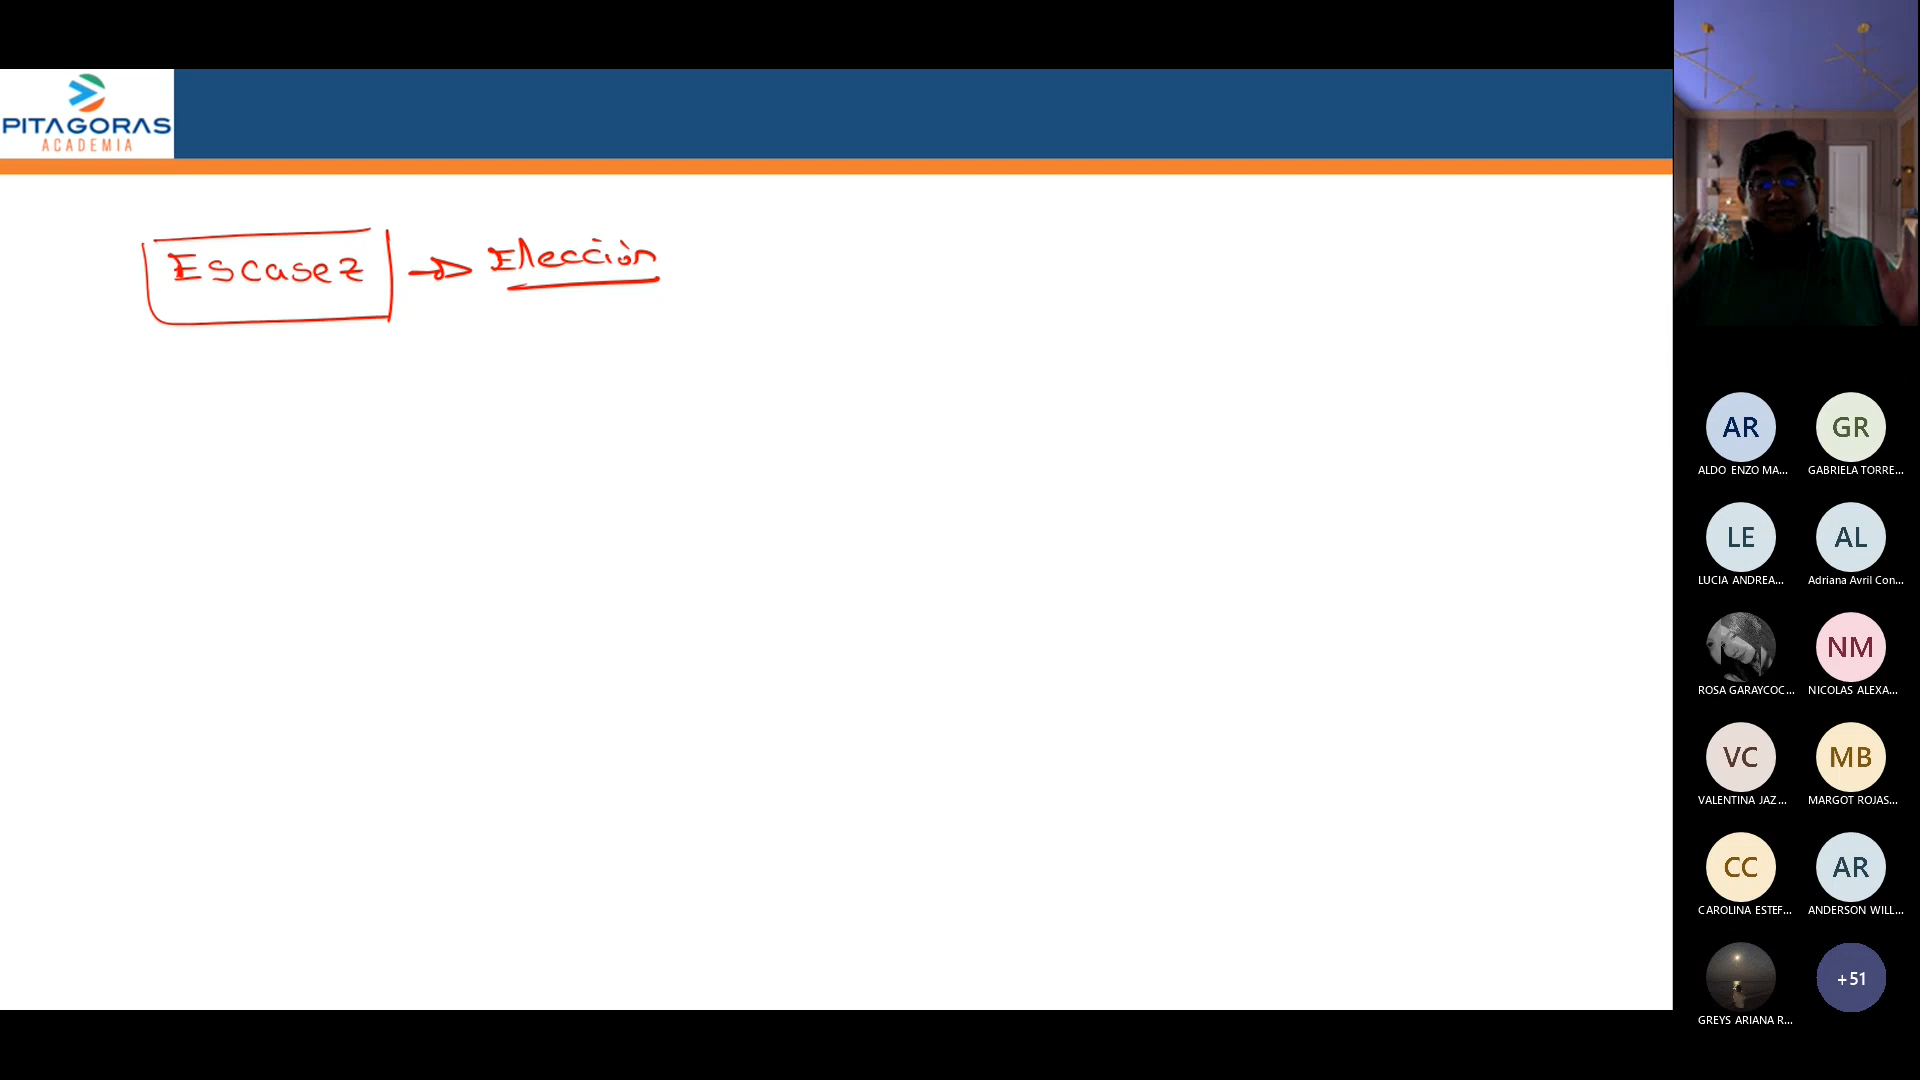 PITAGORAS
ACADEMIA
Escasez → Elección
AR
GR
ALDO ENZO MA...
GABRIELA TORRE...
LE
AL
LUCIA ANDREA...
Adriana Avril Con...
NM
ROSA GARAYCOC...
NICOLAS ALEXA...
VC
MB
VALENTINA JAZ...
MARGOT ROJAS...
CC
AR
CAROLINA ESTEF...
ANDERSON WILL...
+51
GREYS ARIANA R...